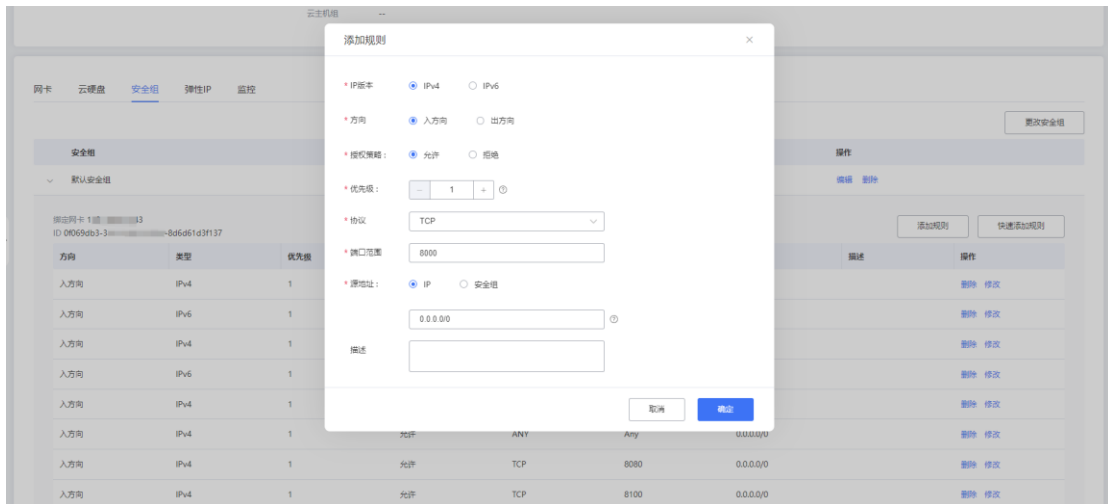 云主机组 --
添加规则
网卡 云硬盘 安全组 弹性IP 监控
* IP版本 IPv4 IPv6
* 方向 入方向 出方向
更改安全组
安全组 操作
* 授权策略： 允许 拒绝
默认安全组 编辑 删除
* 优先级： － 1 +
* 协议 TCP
绑定网卡 1 3
ID 0f069db3-3 -8d6d61d3f137
添加规则 快速添加规则
* 端口范围 8000
方向 类型 优先级 描述 操作
* 源地址： IP 安全组
入方向 IPv4 1 删除 修改
0.0.0.0/0
入方向 IPv6 1 删除 修改
描述
入方向 IPv4 1 删除 修改
入方向 IPv6 1 删除 修改
入方向 IPv4 1 删除 修改
取消 确定
入方向 IPv4 1 允许 ANY Any 0.0.0.0/0 删除 修改
入方向 IPv4 1 允许 TCP 8080 0.0.0.0/0 删除 修改
入方向 IPv4 1 允许 TCP 8100 0.0.0.0/0 删除 修改